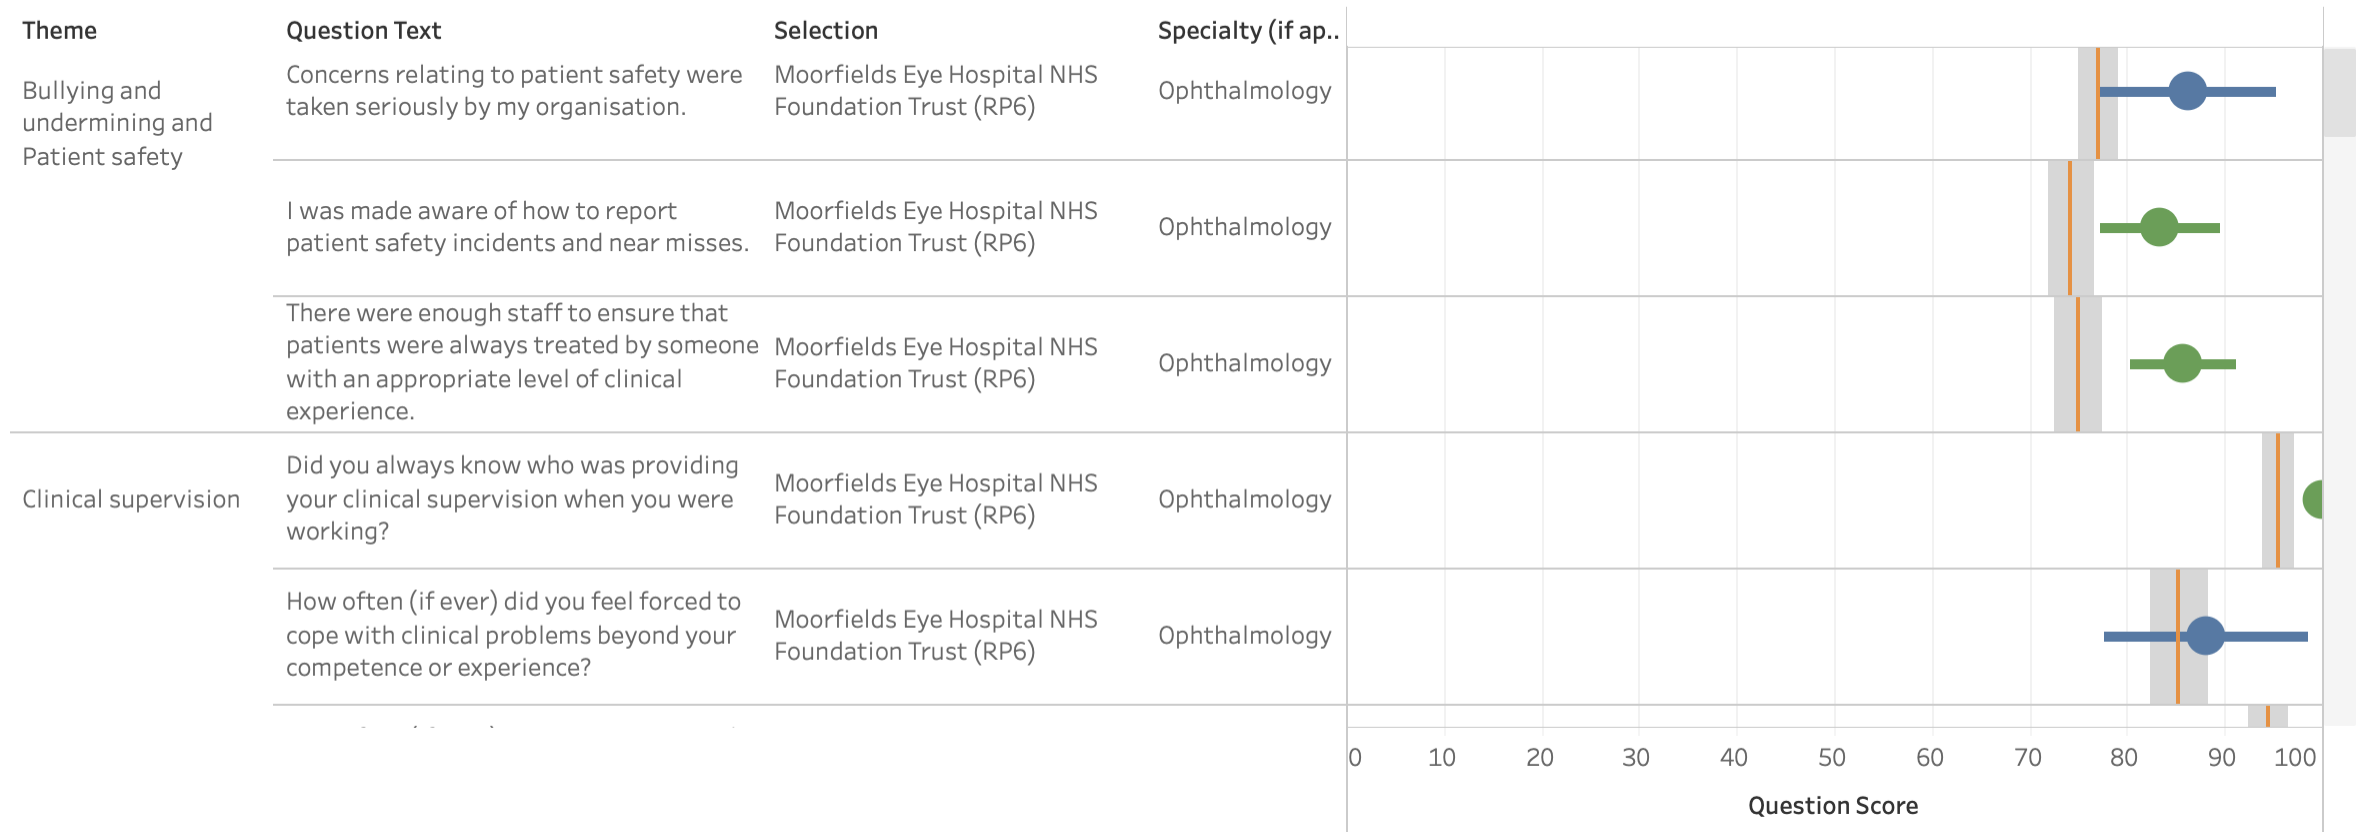 Theme
Question Text
Selection
Specialty (if ap..
Bullying and
undermining and
Patient safety
Concerns relating to patient safety were
taken seriously by my organisation.
Moorfields Eye Hospital NHS
Foundation Trust (RP6)
Ophthalmology
I was made aware of how to report
patient safety incidents and near misses.
Moorfields Eye Hospital NHS
Foundation Trust (RP6)
Ophthalmology
There were enough staff to ensure that
patients were always treated by someone
with an appropriate level of clinical
experience.
Moorfields Eye Hospital NHS
Foundation Trust (RP6)
Ophthalmology
Clinical supervision
Did you always know who was providing
your clinical supervision when you were
working?
Moorfields Eye Hospital NHS
Foundation Trust (RP6)
Ophthalmology
How often (if ever) did you feel forced to
cope with clinical problems beyond your
competence or experience?
Moorfields Eye Hospital NHS
Foundation Trust (RP6)
Ophthalmology
0 10 20 30 40 50 60 70 80 90 100
Question Score